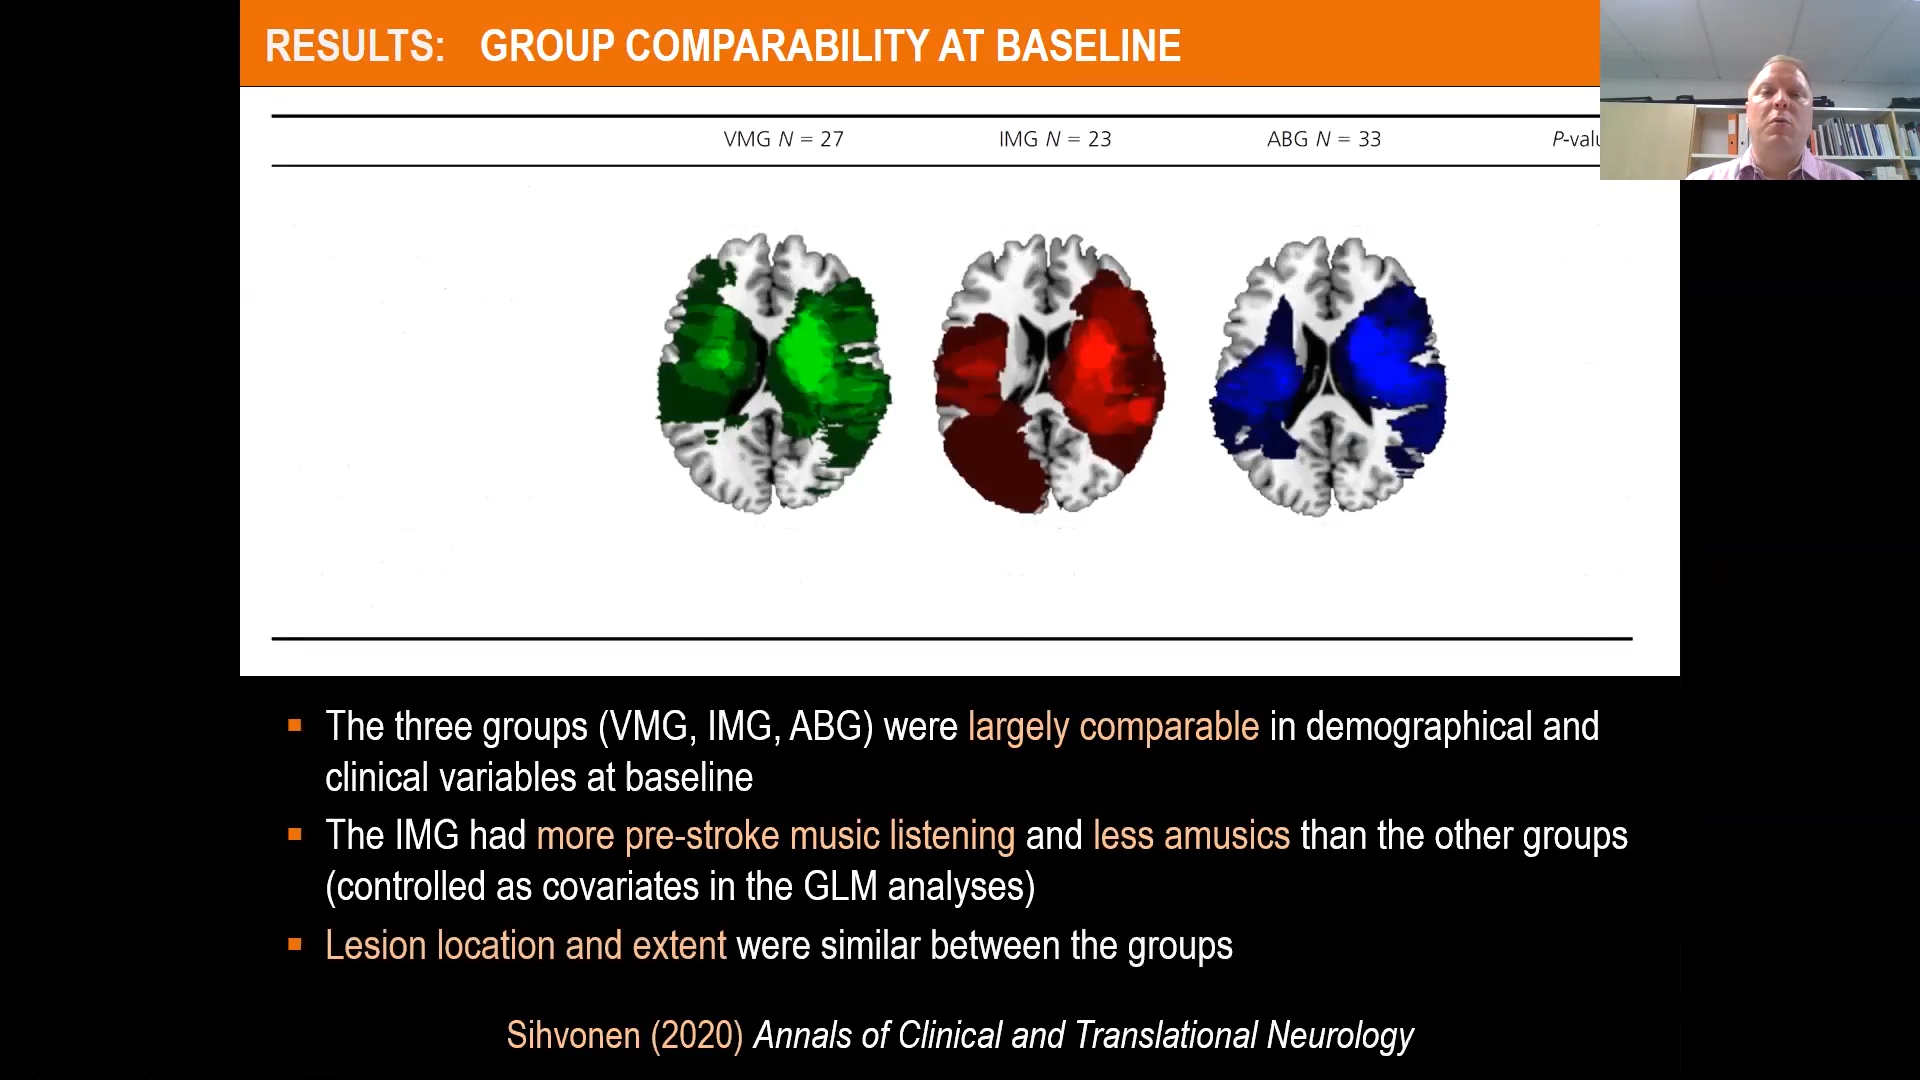 RESULTS: GROUP COMPARABILITY AT BASELINE
VMG N = 27 IMG N = 23 ABG N = 33
▪ The three groups (VMG, IMG, ABG) were largely comparable in demographical and
clinical variables at baseline
▪ The IMG had more pre-stroke music listening and less amusics than the other groups
(controlled as covariates in the GLM analyses)
▪ Lesion location and extent were similar between the groups
Sihvonen (2020) Annals of Clinical and Translational Neurology